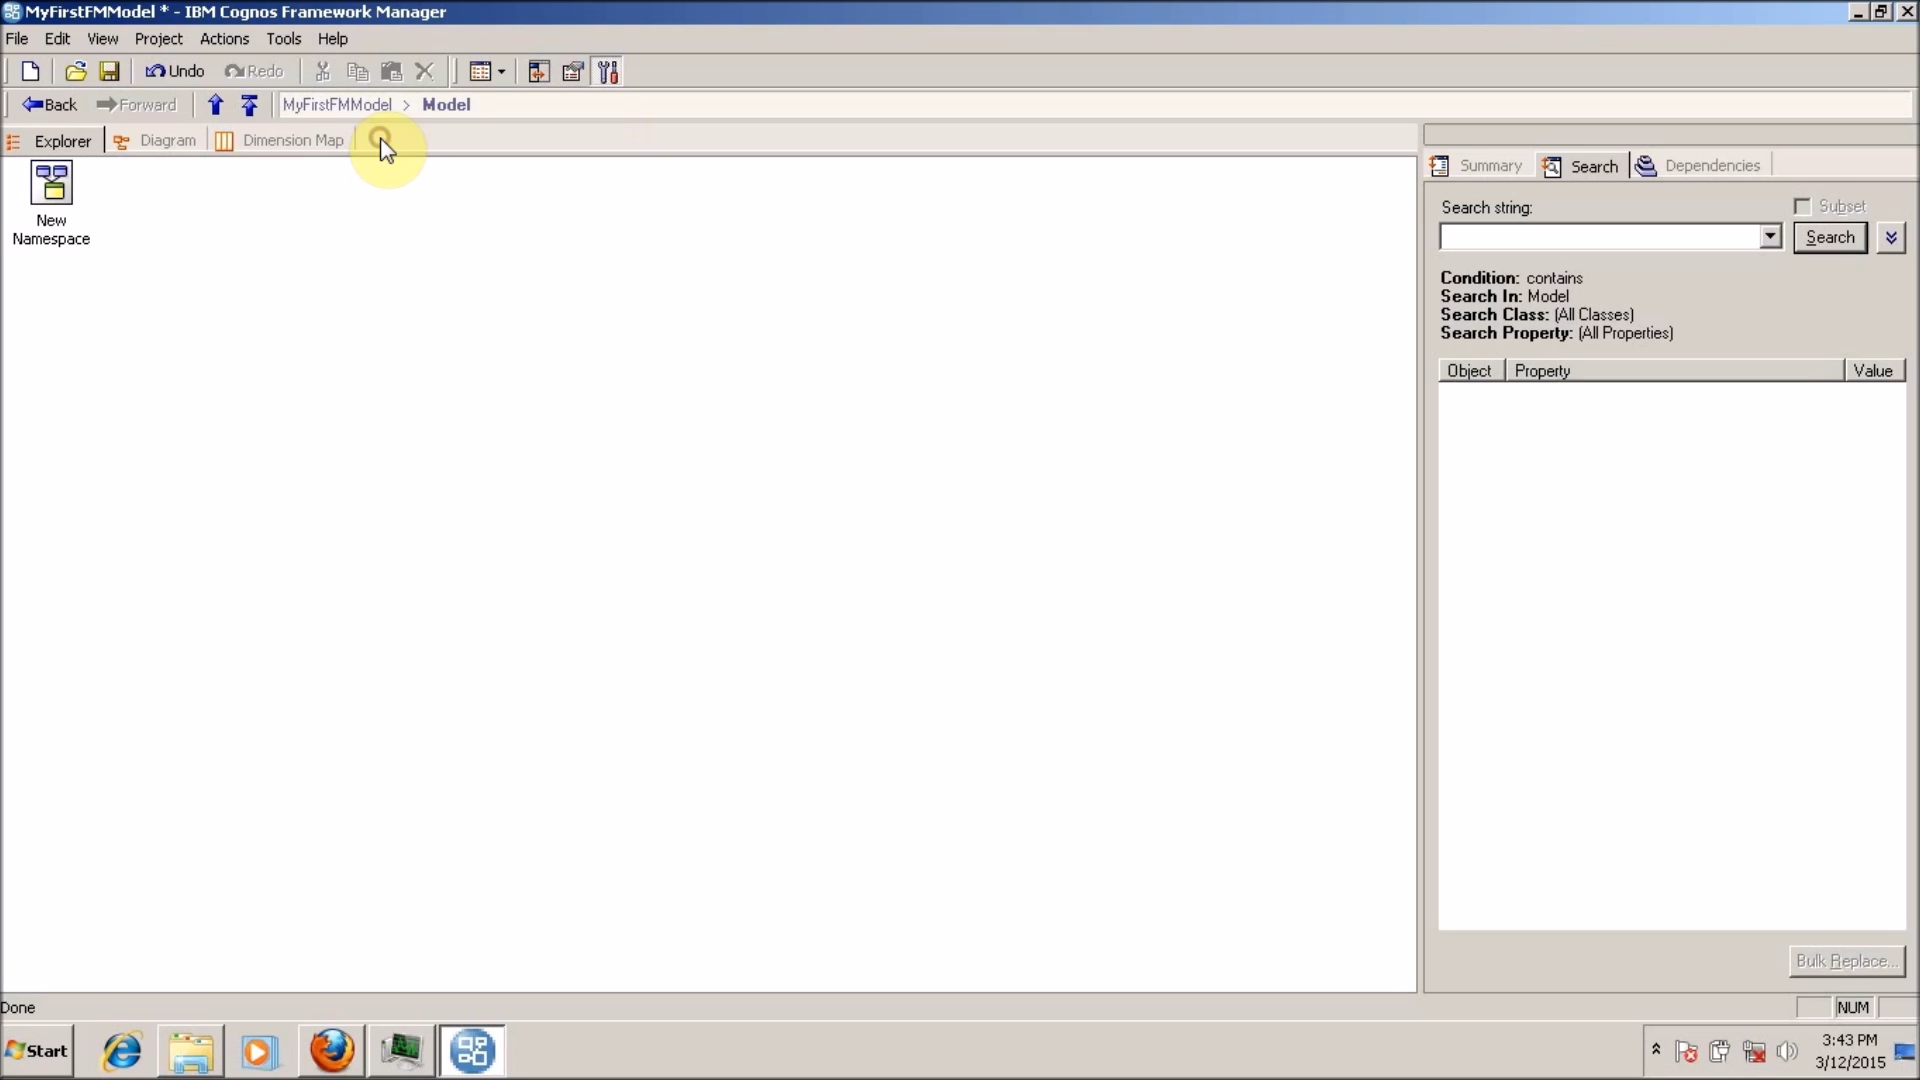 MyFirstFMModel * - IBM Cognos Framework Manager
File Edit View Project Actions Tools Help
Undo Redo
Back Forward MyFirstFMModel > Model
Explorer Diagram Dimension Map
New
Namespace
Summary Search Dependencies
Search string: Subset
Search
Condition: contains
Search In: Model
Search Class: (All Classes)
Search Property: (All Properties)
Object Property Value
Bulk Replace...
Done NUM
Start
3:43 PM
3/12/2015